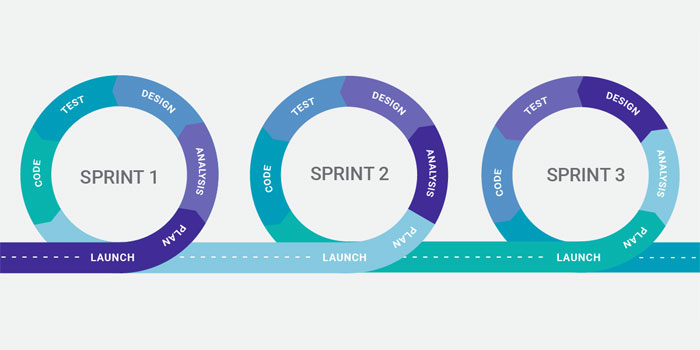 SPRINT 1
TEST
DESIGN
ANALYSIS
PLAN
CODE
LAUNCH
SPRINT 2
TEST
DESIGN
ANALYSIS
PLAN
CODE
LAUNCH
SPRINT 3
TEST
DESIGN
ANALYSIS
PLAN
CODE
LAUNCH